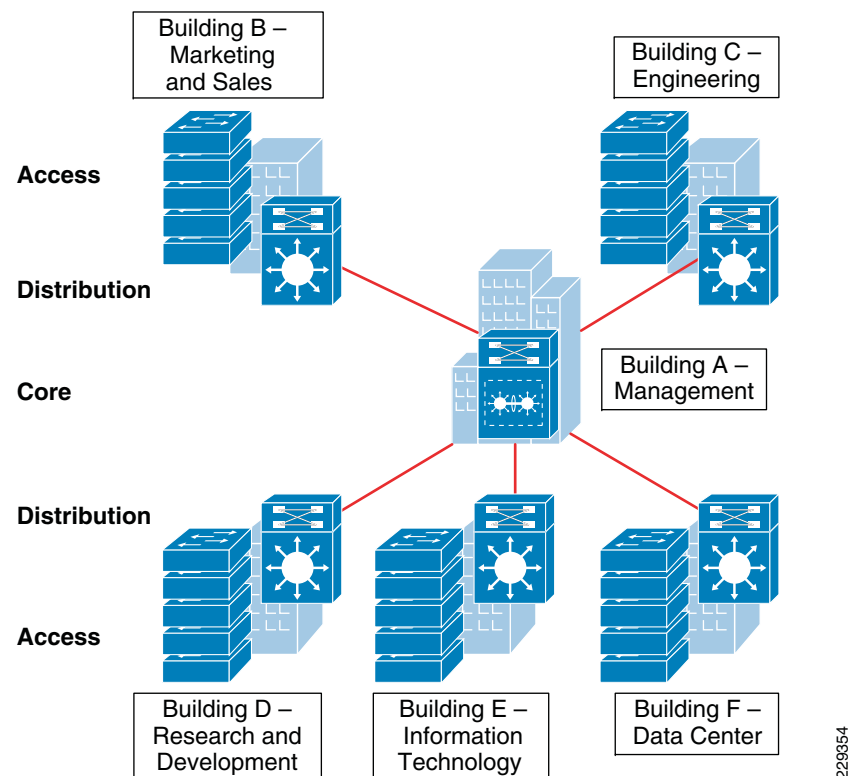 Building B –
Marketing
and Sales
Building C –
Engineering
Access
Distribution
Building A –
Management
Core
Distribution
Access
Building D –
Research and
Development
Building E –
Information
Technology
Building F –
Data Center
229354